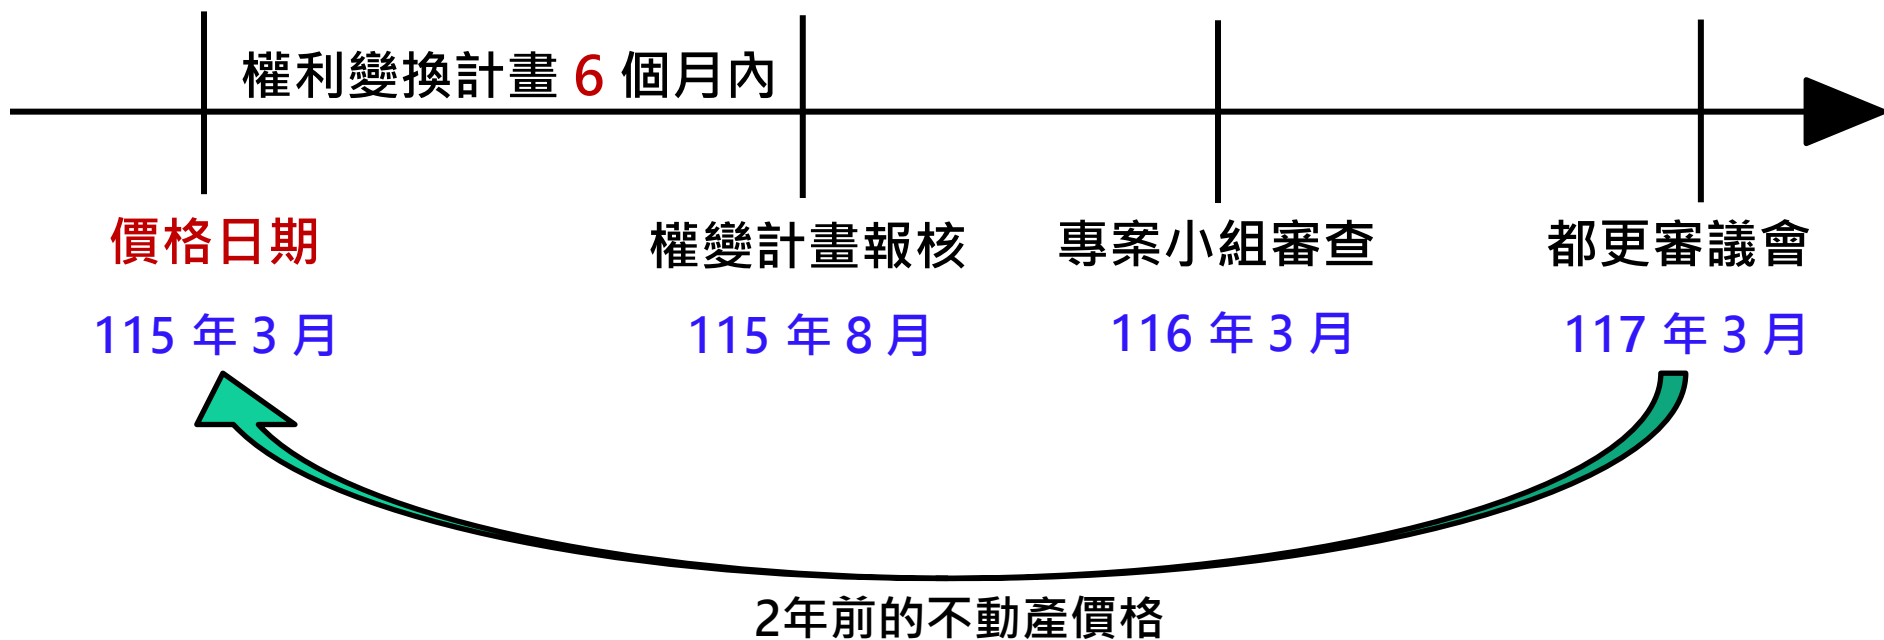 權利變換計畫 6 個月內
價格日期
權變計畫報核
專案小組審查
都更審議會
115 年 3 月
115 年 8 月
116 年 3 月
117 年 3 月
2年前的不動產價格